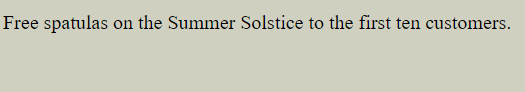 Free spatulas on the Summer Solstice to the first ten customers.